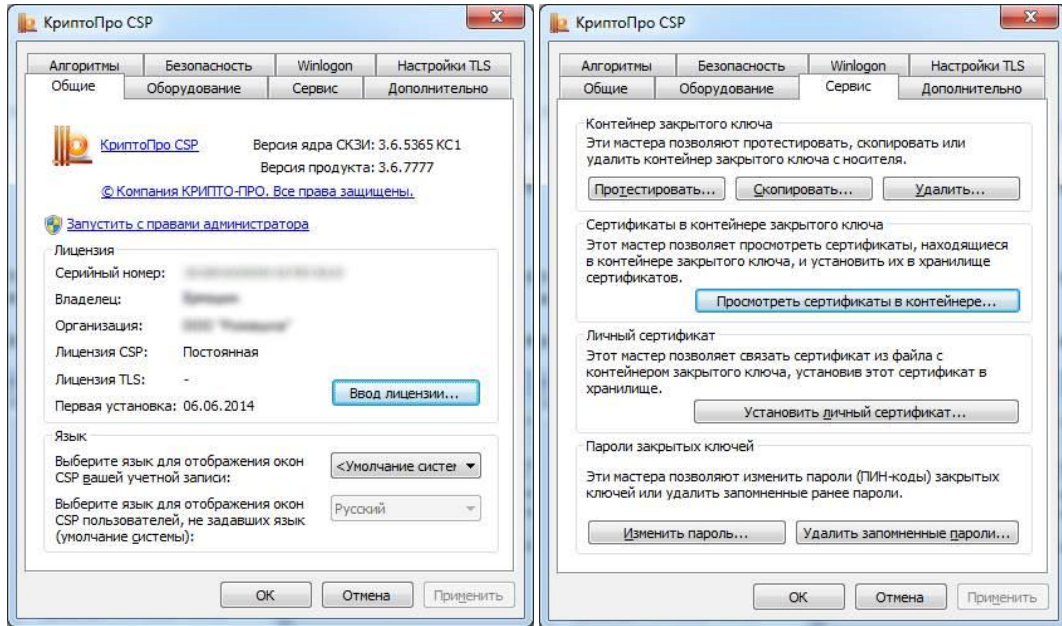 КриптоПро CSP
Алгоритмы Безопасность Winlogon Настройки TLS
Общие Оборудование Сервис Дополнительно
КриптоПро CSP Версия ядра СКЗИ: 3.6.5365 КС1
Версия продукта: 3.6.7777
© Компания КРИПТО-ПРО. Все права защищены.
Запустить с правами администратора
Лицензия
Серийный номер:
Владелец:
Организация:
Лицензия CSP: Постоянная
Лицензия TLS: -
Ввод лицензии...
Первая установка: 06.06.2014
Язык
Выберите язык для отображения окон
CSP вашей учетной записи:
<Умолчание систем
Выберите язык для отображения окон
CSP пользователей, не задавших язык
(умолчание системы):
Русский
ОК Отмена Применить
КриптоПро CSP
Алгоритмы Безопасность Winlogon Настройки TLS
Общие Оборудование Сервис Дополнительно
Контейнер закрытого ключа
Эти мастера позволяют протестировать, скопировать или
удалить контейнер закрытого ключа с носителя.
Протестировать... Скопировать... Удалить...
Сертификаты в контейнере закрытого ключа
Этот мастер позволяет просмотреть сертификаты, находящиеся
в контейнере закрытого ключа, и установить их в хранилище
сертификатов.
Просмотреть сертификаты в контейнере...
Личный сертификат
Этот мастер позволяет связать сертификат из файла с
контейнером закрытого ключа, установив этот сертификат в
хранилище.
Установить личный сертификат...
Пароли закрытых ключей
Эти мастера позволяют изменить пароли (ПИН-коды) закрытых
ключей или удалить запомненные ранее пароли.
Изменить пароль... Удалить запомненные пароли...
ОК Отмена Применить